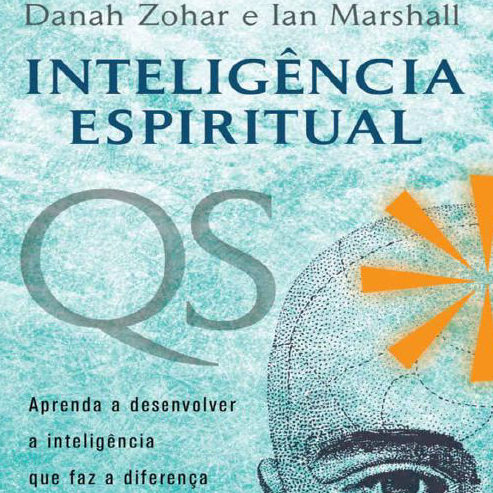 Danah Zohar e Ian Marshall
INTELIGÊNCIA
ESPIRITUAL
QS
Aprenda a desenvolver
a inteligência
que faz a diferença